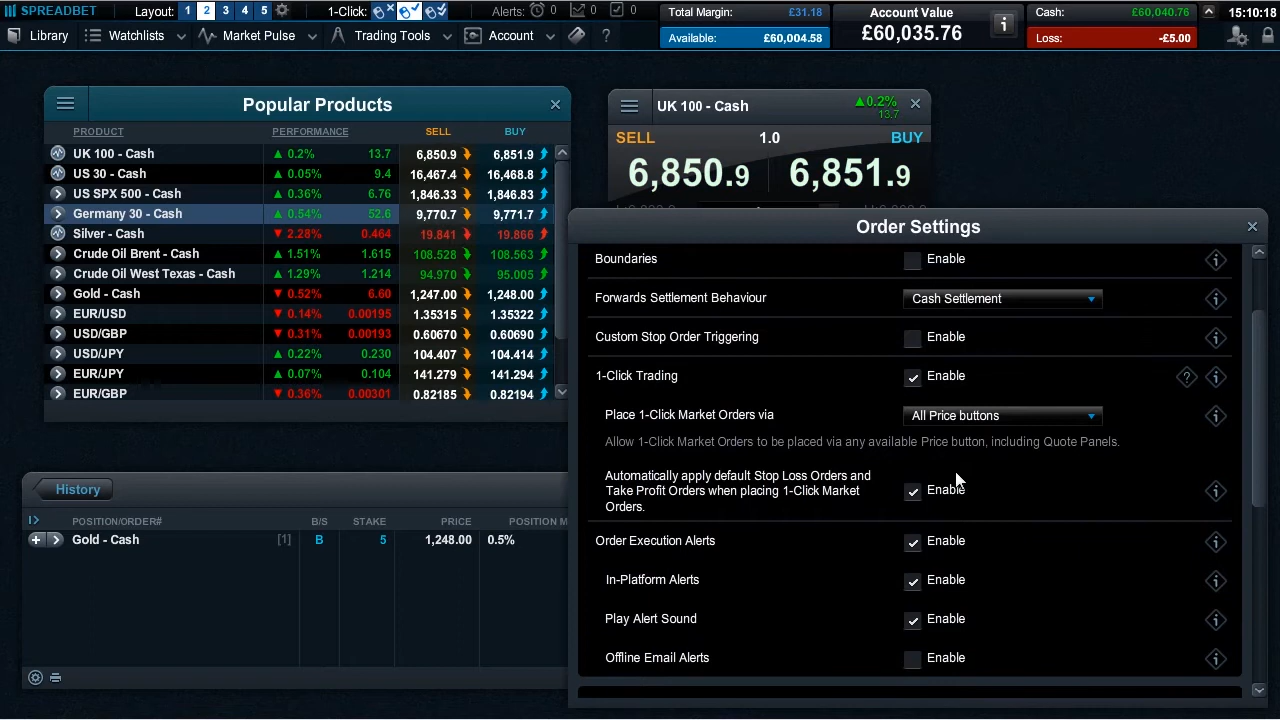 SPREADBET
Layout: 1 2 3 4 5
1-Click:
Alerts: 0 0 0
Total Margin: £31.18
Available: £60,004.58
Account Value
£60,035.76
Cash: £60,040.76
Loss: -£5.00
15:10:18
Library
Watchlists
Market Pulse
Trading Tools
Account
?
Popular Products
PRODUCT PERFORMANCE SELL BUY
UK 100 - Cash 0.2% 13.7 6,850.9 6,851.9
US 30 - Cash 0.05% 9.4 16,467.4 16,468.8
US SPX 500 - Cash 0.36% 6.76 1,846.33 1,846.83
Germany 30 - Cash 0.54% 52.6 9,770.7 9,771.7
Silver - Cash 2.28% 0.464 19.841 19.866
Crude Oil Brent - Cash 1.51% 1.615 108.528 108.563
Crude Oil West Texas - Cash 1.29% 1.214 94.970 95.005
Gold - Cash 0.52% 6.60 1,247.00 1,248.00
EUR/USD 0.14% 0.00195 1.35315 1.35322
USD/GBP 0.31% 0.00193 0.60670 0.60690
USD/JPY 0.22% 0.230 104.407 104.414
EUR/JPY 0.07% 0.104 141.279 141.294
EUR/GBP 0.36% 0.00301 0.82185 0.82194
UK 100 - Cash
0.2%
13.7
SELL 1.0 BUY
6,850.9 6,851.9
Order Settings
Boundaries Enable
Forwards Settlement Behaviour Cash Settlement
Custom Stop Order Triggering Enable
1-Click Trading Enable ?
Place 1-Click Market Orders via All Price buttons
Allow 1-Click Market Orders to be placed via any available Price button, including Quote Panels.
Automatically apply default Stop Loss Orders and
Take Profit Orders when placing 1-Click Market
Orders.
Enable
Order Execution Alerts Enable
In-Platform Alerts Enable
Play Alert Sound Enable
Offline Email Alerts Enable
History
POSITION/ORDER# B/S STAKE PRICE POSITION M
Gold - Cash [1] B 5 1,248.00 0.5%